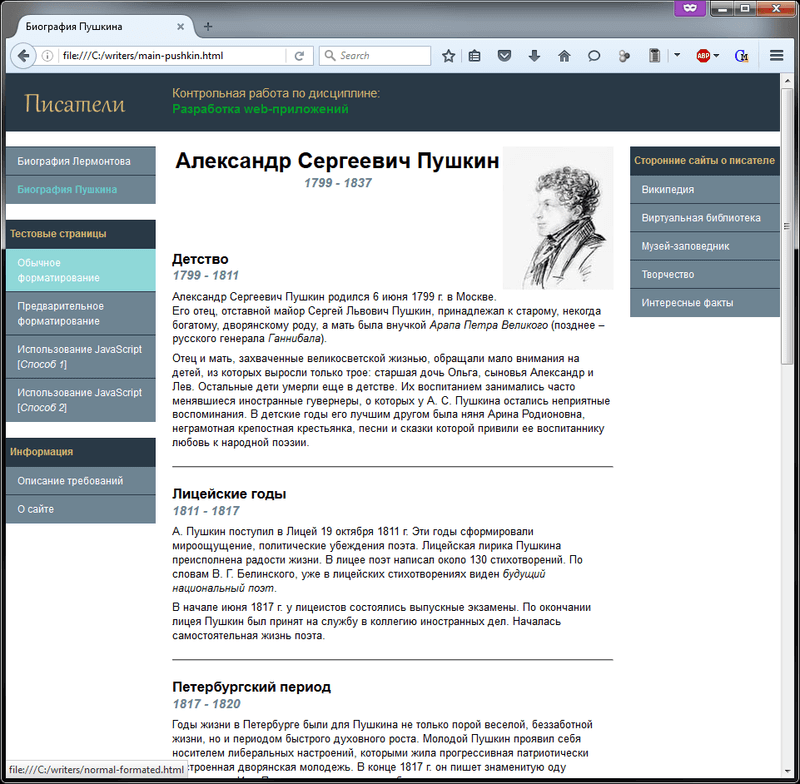 Биография Пушкина
file:///C:/writers/main-pushkin.html
Search
ABP
Писатели
Контрольная работа по дисциплине:
Разработка web-приложений
Биография Лермонтова
Биография Пушкина
Тестовые страницы
Обычное
форматирование
Предварительное
форматирование
Использование JavaScript
[Способ 1]
Использование JavaScript
[Способ 2]
Информация
Описание требований
О сайте
Александр Сергеевич Пушкин
1799 - 1837
Детство
1799 - 1811
Александр Сергеевич Пушкин родился 6 июня 1799 г. в Москве.
Его отец, отставной майор Сергей Львович Пушкин, принадлежал к старому, некогда
богатому, дворянскому роду, а мать была внучкой Арапа Петра Великого (позднее –
русского генерала Ганнибала).
Отец и мать, захваченные великосветской жизнью, обращали мало внимания на
детей, из которых выросли только трое: старшая дочь Ольга, сыновья Александр и
Лев. Остальные дети умерли еще в детстве. Их воспитанием занимались часто
менявшиеся иностранные гувернеры, о которых у А. С. Пушкина остались неприятные
воспоминания. В детские годы его лучшим другом была няня Арина Родионовна,
неграмотная крепостная крестьянка, песни и сказки которой привили ее воспитаннику
любовь к народной поэзии.
Лицейские годы
1811 - 1817
А. Пушкин поступил в Лицей 19 октября 1811 г. Эти годы сформировали
мироощущение, политические убеждения поэта. Лицейская лирика Пушкина
преисполнена радости жизни. В лицее поэт написал около 130 стихотворений. По
словам В. Г. Белинского, уже в лицейских стихотворениях виден будущий
национальный поэт.
В начале июня 1817 г. у лицеистов состоялись выпускные экзамены. По окончании
лицея Пушкин был принят на службу в коллегию иностранных дел. Началась
самостоятельная жизнь поэта.
Петербургский период
1817 - 1820
Годы жизни в Петербурге были для Пушкина не только порой веселой, беззаботной
жизни, но и периодом быстрого духовного роста. Молодой Пушкин проявил себя
носителем либеральных настроений, которыми жила прогрессивная патриотически
настроенная дворянская молодежь. В конце 1817 г. он пишет знаменитую оду
Сторонние сайты о писателе
Википедия
Виртуальная библиотека
Музей-заповедник
Творчество
Интересные факты
file:///C:/writers/normal-formated.html